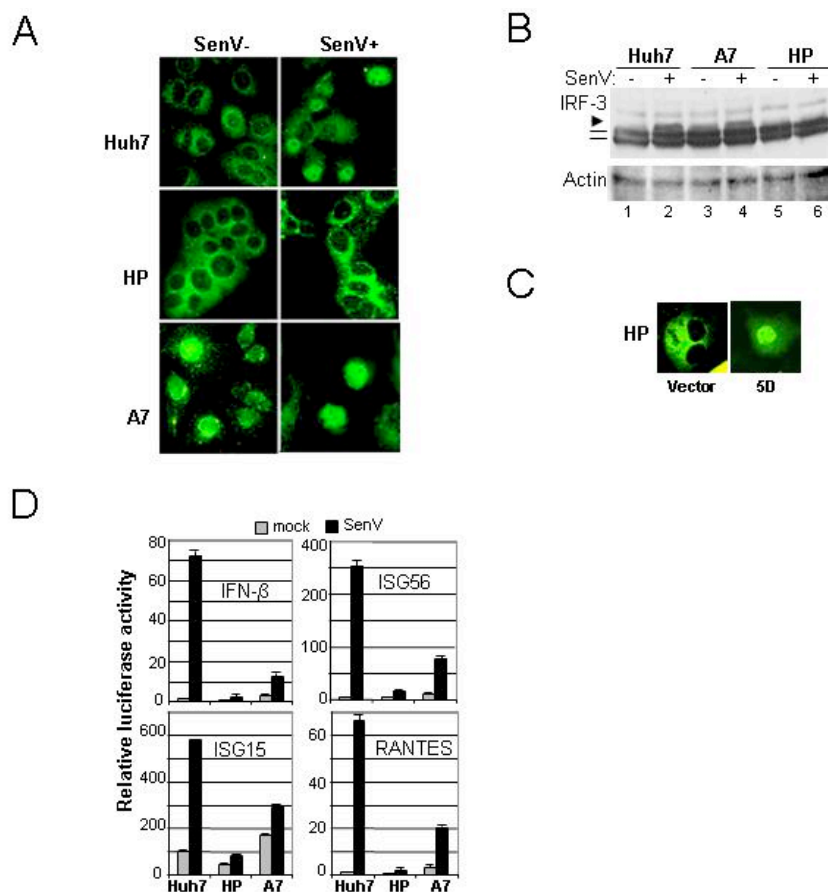 A
SenV- SenV+
Huh7
HP
A7
B
Huh7 A7 HP
SenV: - + - + - +
IRF-3
Actin
1 2 3 4 5 6
C
HP
Vector 5D
D
mock SenV
Relative luciferase activity
80
60
40
20
0
IFN-β
400
200
100
0
ISG56
600
400
200
0
ISG15
60
40
20
0
RANTES
Huh7 HP A7 Huh7 HP A7